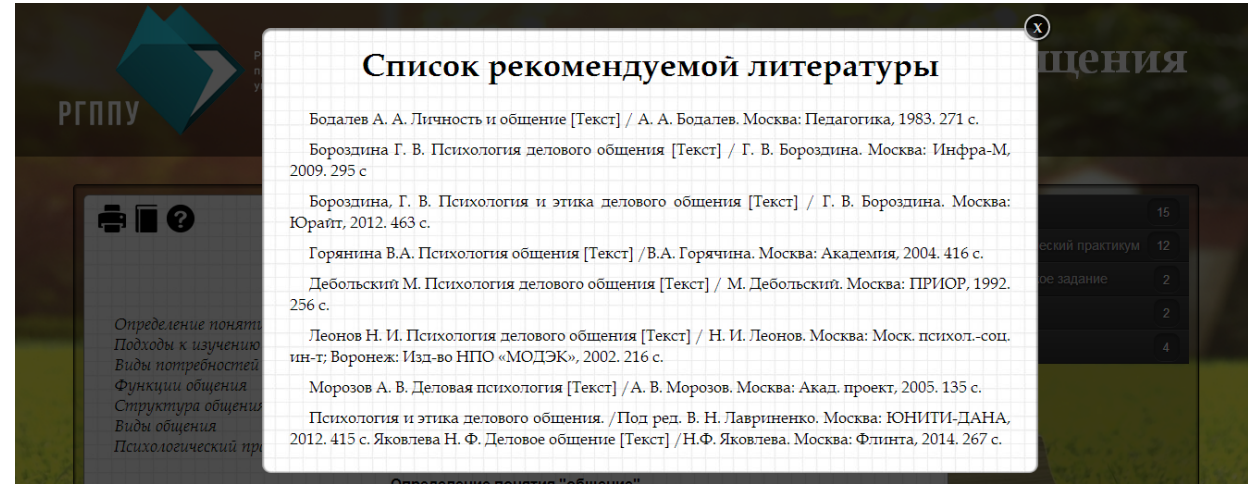 щения
x
Список рекомендуемой литературы
РГППУ
Бодалев А. А. Личность и общение [Текст] / А. А. Бодалев. Москва: Педагогика, 1983. 271 с.
Бороздина Г. В. Психология делового общения [Текст] / Г. В. Бороздина. Москва: Инфра-М,
2009. 295 с
Бороздина, Г. В. Психология и этика делового общения [Текст] / Г. В. Бороздина. Москва:
Юрайт, 2012. 463 с.
Горянина В.А. Психология общения [Текст] /В.А. Горячина. Москва: Академия, 2004. 416 с.
Дебольский М. Психология делового общения [Текст] / М. Дебольский. Москва: ПРИОР, 1992.
256 с.
Леонов Н. И. Психология делового общения [Текст] / Н. И. Леонов. Москва: Моск. психол.-соц.
ин-т; Воронеж: Изд-во НПО «МОДЭК», 2002. 216 с.
Морозов А. В. Деловая психология [Текст] /А. В. Морозов. Москва: Акад. проект, 2005. 135 с.
Психология и этика делового общения. /Под ред. В. Н. Лавриненко. Москва: ЮНИТИ-ДАНА,
2012. 415 с. Яковлева Н. Ф. Деловое общение [Текст] /Н.Ф. Яковлева. Москва: Флинта, 2014. 267 с.
?
Определение поняти
Подходы к изучению
Виды потребностей
Функции общения
Структура общения
Виды общения
Психологический пра
15
еский практикум 12
ое задание 2
2
4
Определение понятия "общение"